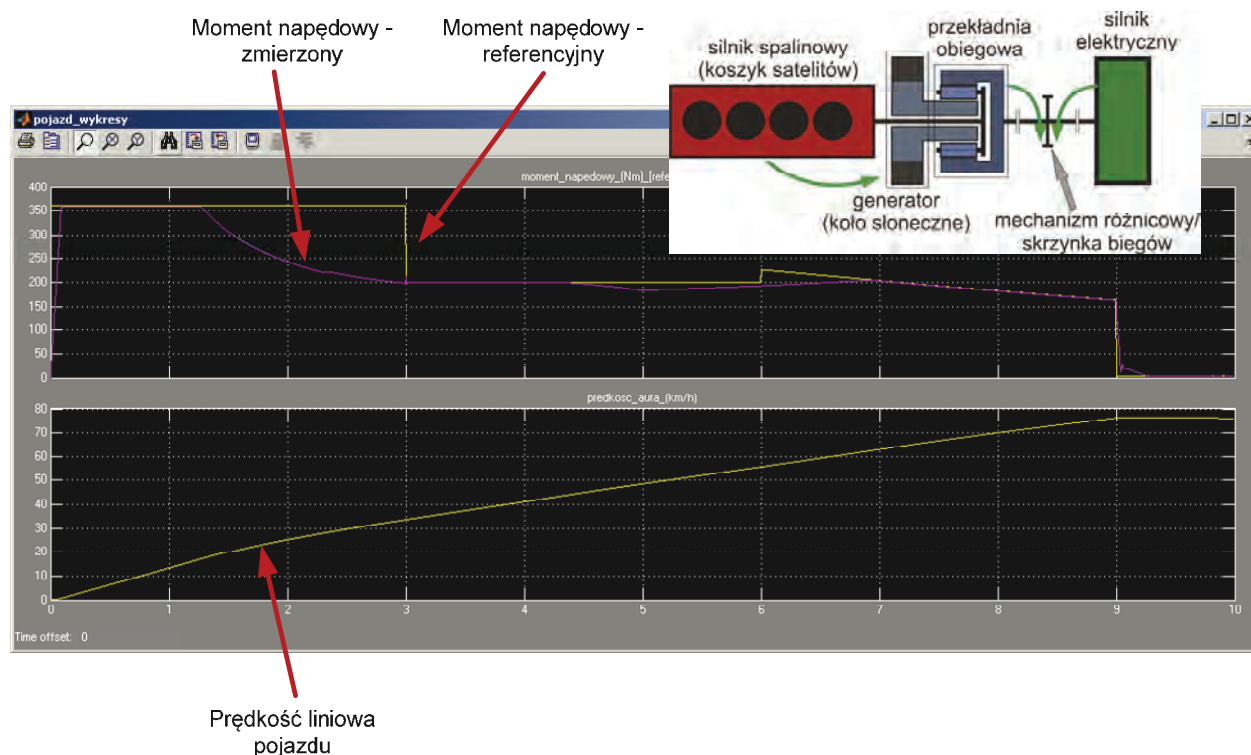 Moment napędowy -
zmierzony
Moment napędowy -
referencyjny
silnik spalinowy
(koszyk satelitów)
przekładnia
obiegowa
silnik
elektryczny
generator
(koło słoneczne)
mechanizm różnicowy/
skrzynka biegów
pojazd_wykresy
moment_napedowy_(Nm)_[refe
400
350
300
250
200
150
100
50
0
predkosc_auta_(km/h)
80
70
60
50
40
30
20
10
0
0 1 2 3 4 5 6 7 8 9 10
Time offset: 0
Prędkość liniowa
pojazdu